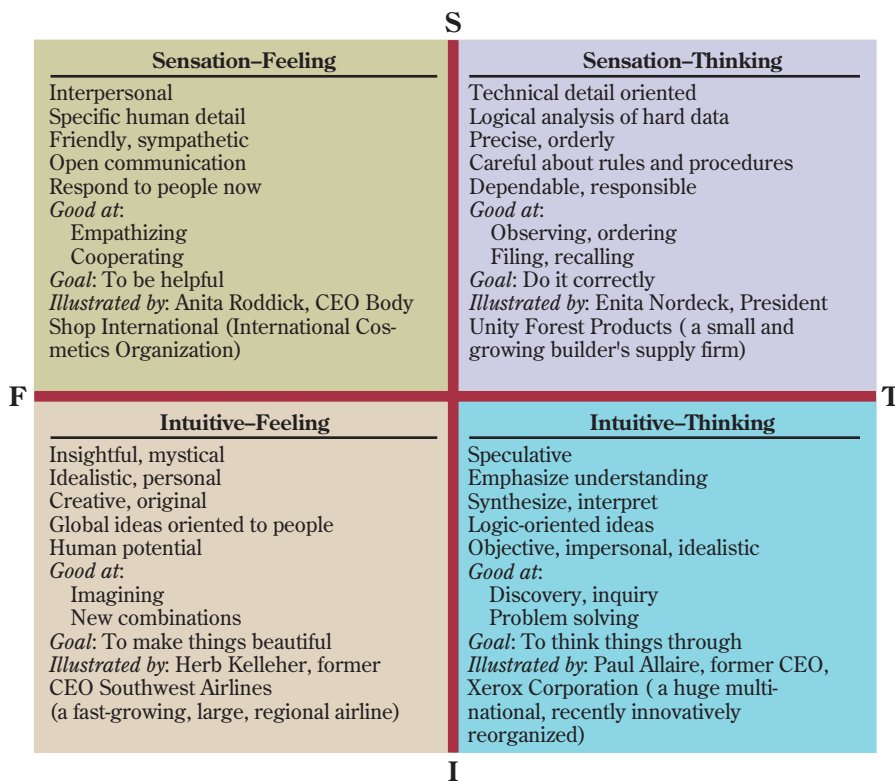 S
Sensation–Feeling
Interpersonal
Specific human detail
Friendly, sympathetic
Open communication
Respond to people now
Good at:
Empathizing
Cooperating
Goal: To be helpful
Illustrated by: Anita Roddick, CEO Body
Shop International (International Cos-
metics Organization)
Sensation–Thinking
Technical detail oriented
Logical analysis of hard data
Precise, orderly
Careful about rules and procedures
Dependable, responsible
Good at:
Observing, ordering
Filing, recalling
Goal: Do it correctly
Illustrated by: Enita Nordeck, President
Unity Forest Products ( a small and
growing builder's supply firm)
F
T
Intuitive–Feeling
Insightful, mystical
Idealistic, personal
Creative, original
Global ideas oriented to people
Human potential
Good at:
Imagining
New combinations
Goal: To make things beautiful
Illustrated by: Herb Kelleher, former
CEO Southwest Airlines
(a fast-growing, large, regional airline)
Intuitive–Thinking
Speculative
Emphasize understanding
Synthesize, interpret
Logic-oriented ideas
Objective, impersonal, idealistic
Good at:
Discovery, inquiry
Problem solving
Goal: To think things through
Illustrated by: Paul Allaire, former CEO,
Xerox Corporation ( a huge multi-
national, recently innovatively
reorganized)
I